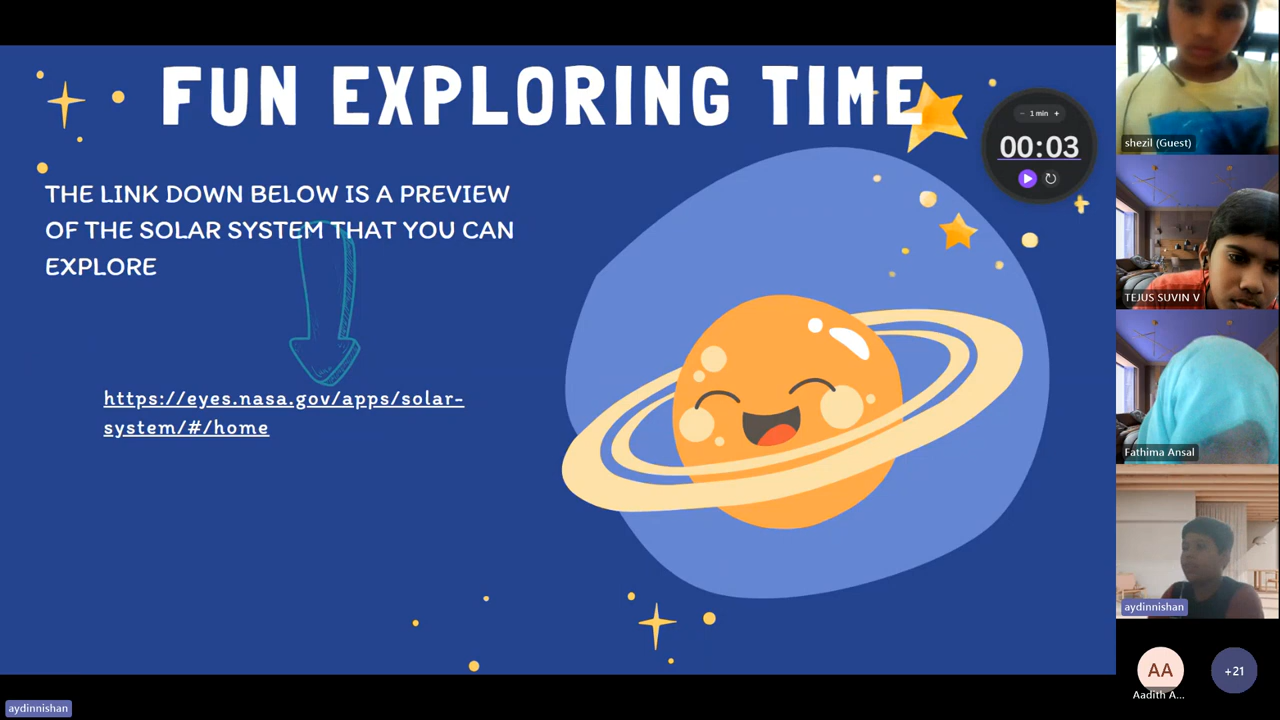 FUN EXPLORING TIME
− 1 min +
00:03
THE LINK DOWN BELOW IS A PREVIEW
OF THE SOLAR SYSTEM THAT YOU CAN
EXPLORE
https://eyes.nasa.gov/apps/solar-
system/#/home
shezil (Guest)
TEJUS SUVIN V
Fathima Ansal
aydinnishan
AA
Aadith A...
+21
aydinnishan